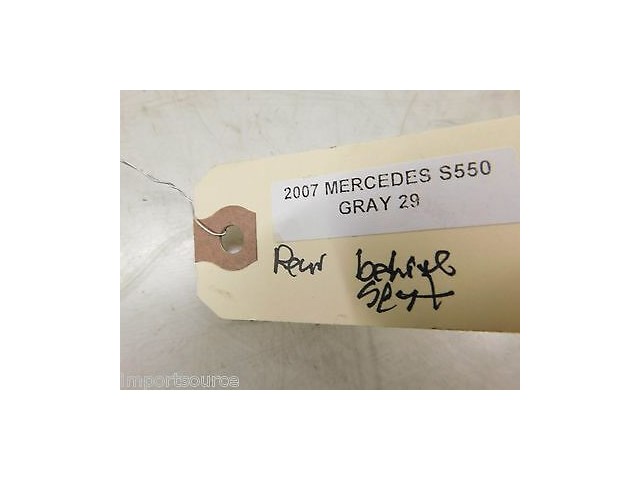 2007 MERCEDES S550
GRAY 29
Rear behind
Seat
importsource